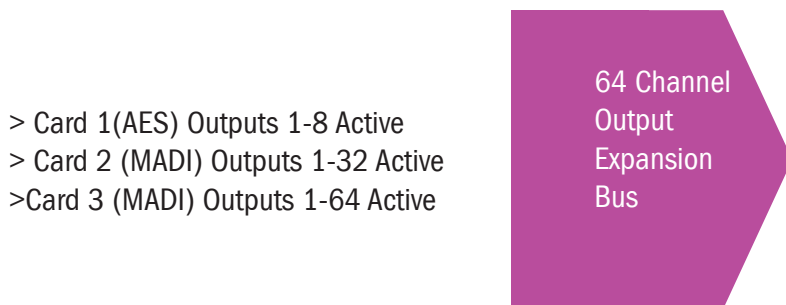 > Card 1(AES) Outputs 1-8 Active
> Card 2 (MADI) Outputs 1-32 Active
>Card 3 (MADI) Outputs 1-64 Active
64 Channel
Output
Expansion
Bus